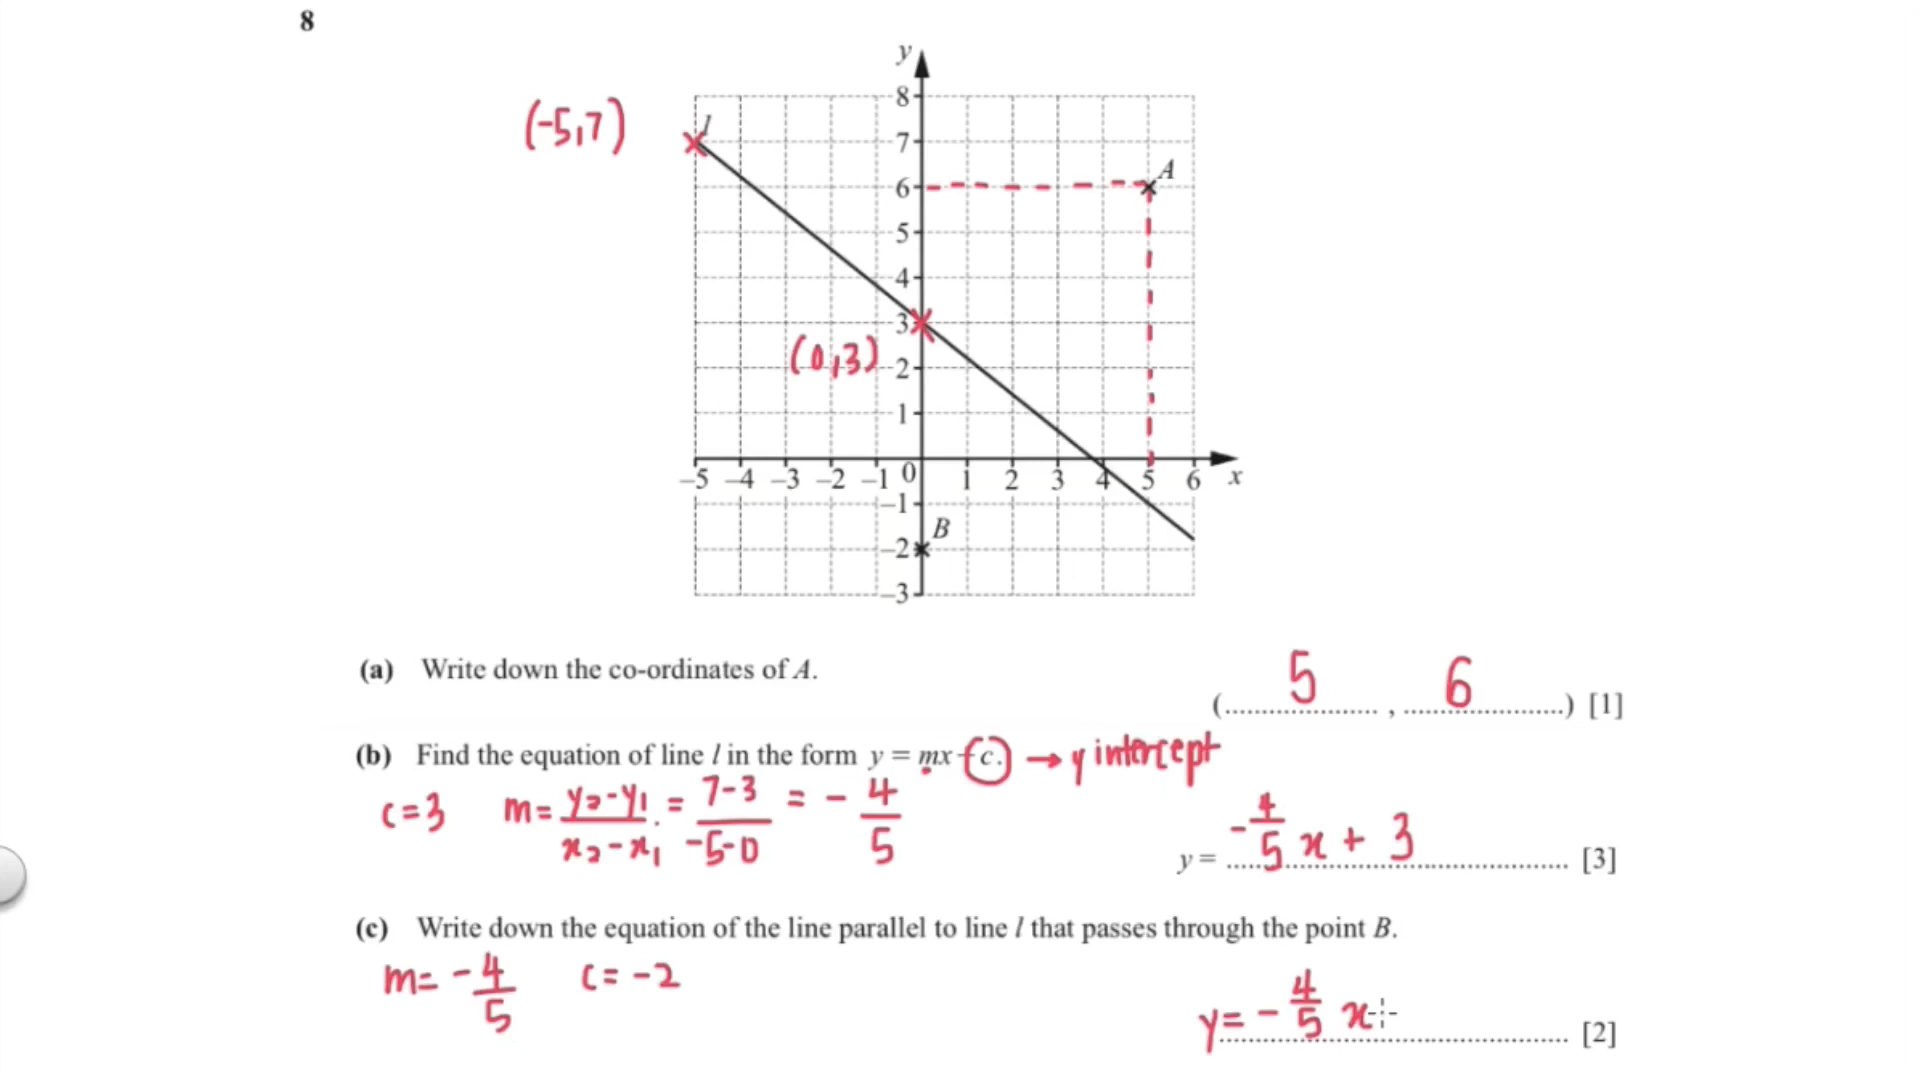 8
y
8
(-5,7)
l
7
A
6
5
4
3
(0,3)
2
1
-5 -4 -3 -2 -1 0 1 2 3 4 5 6 x
-1
B
-2
-3
(a) Write down the co-ordinates of A.
(5, 6) [1]
(b) Find the equation of line l in the form y = mx + c. → y intercept
c=3 m= y₂-y₁/x₂-x₁ = 7-3/-5-0 = -4/5
y = -4/5 x + 3 [3]
(c) Write down the equation of the line parallel to line l that passes through the point B.
m= -4/5 c= -2
y= -4/5 x [2]